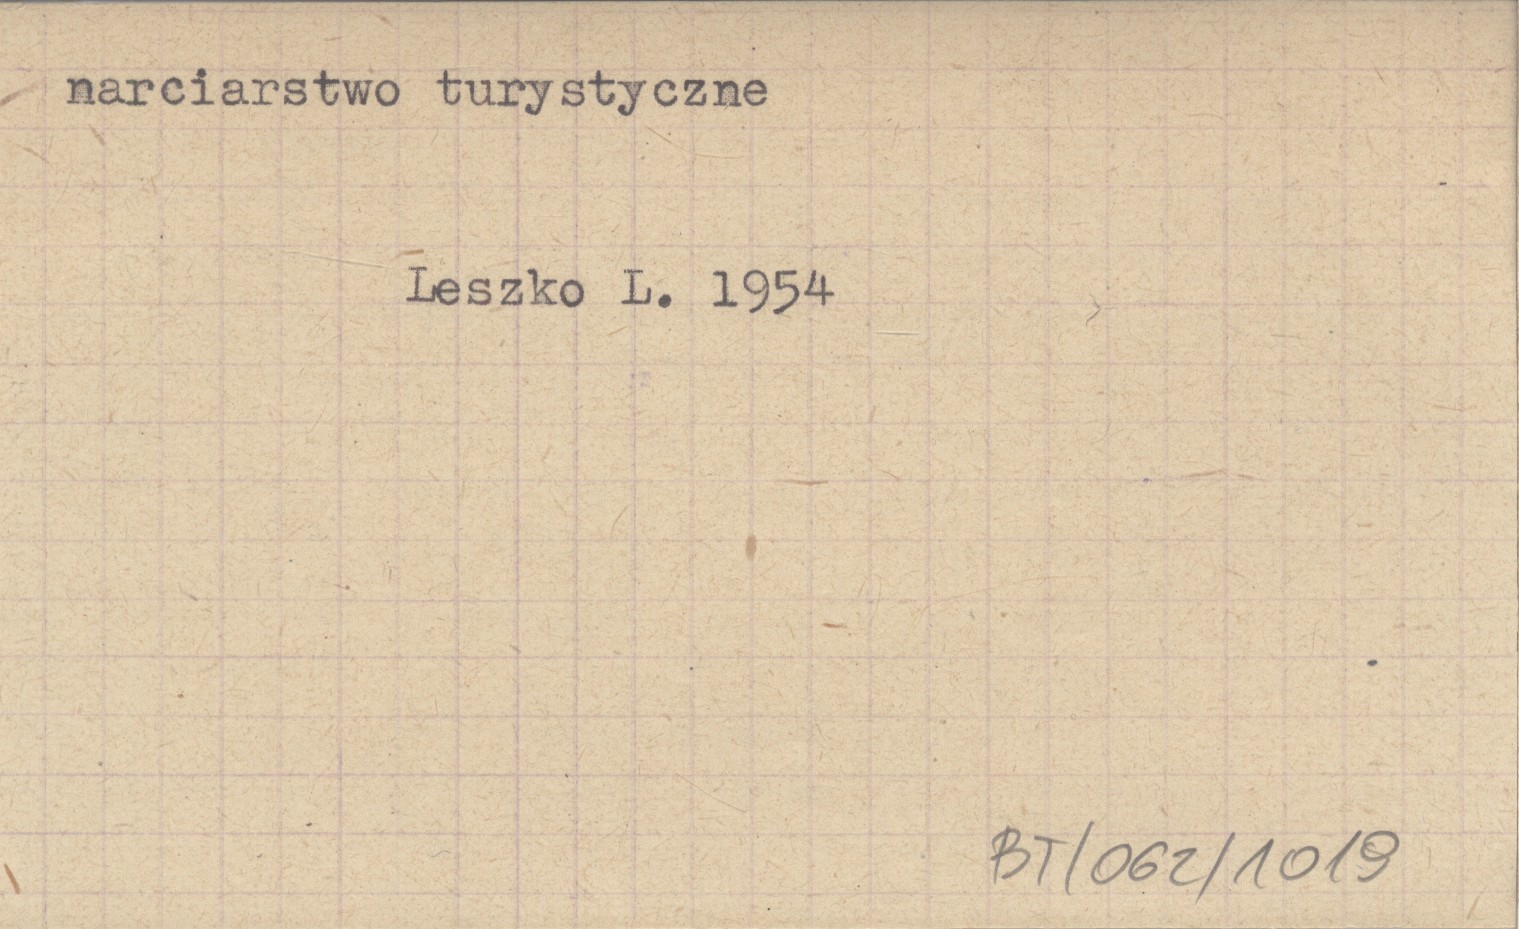 narciarstwo turystyczne
Leszko L. 1954
BT/062/1019